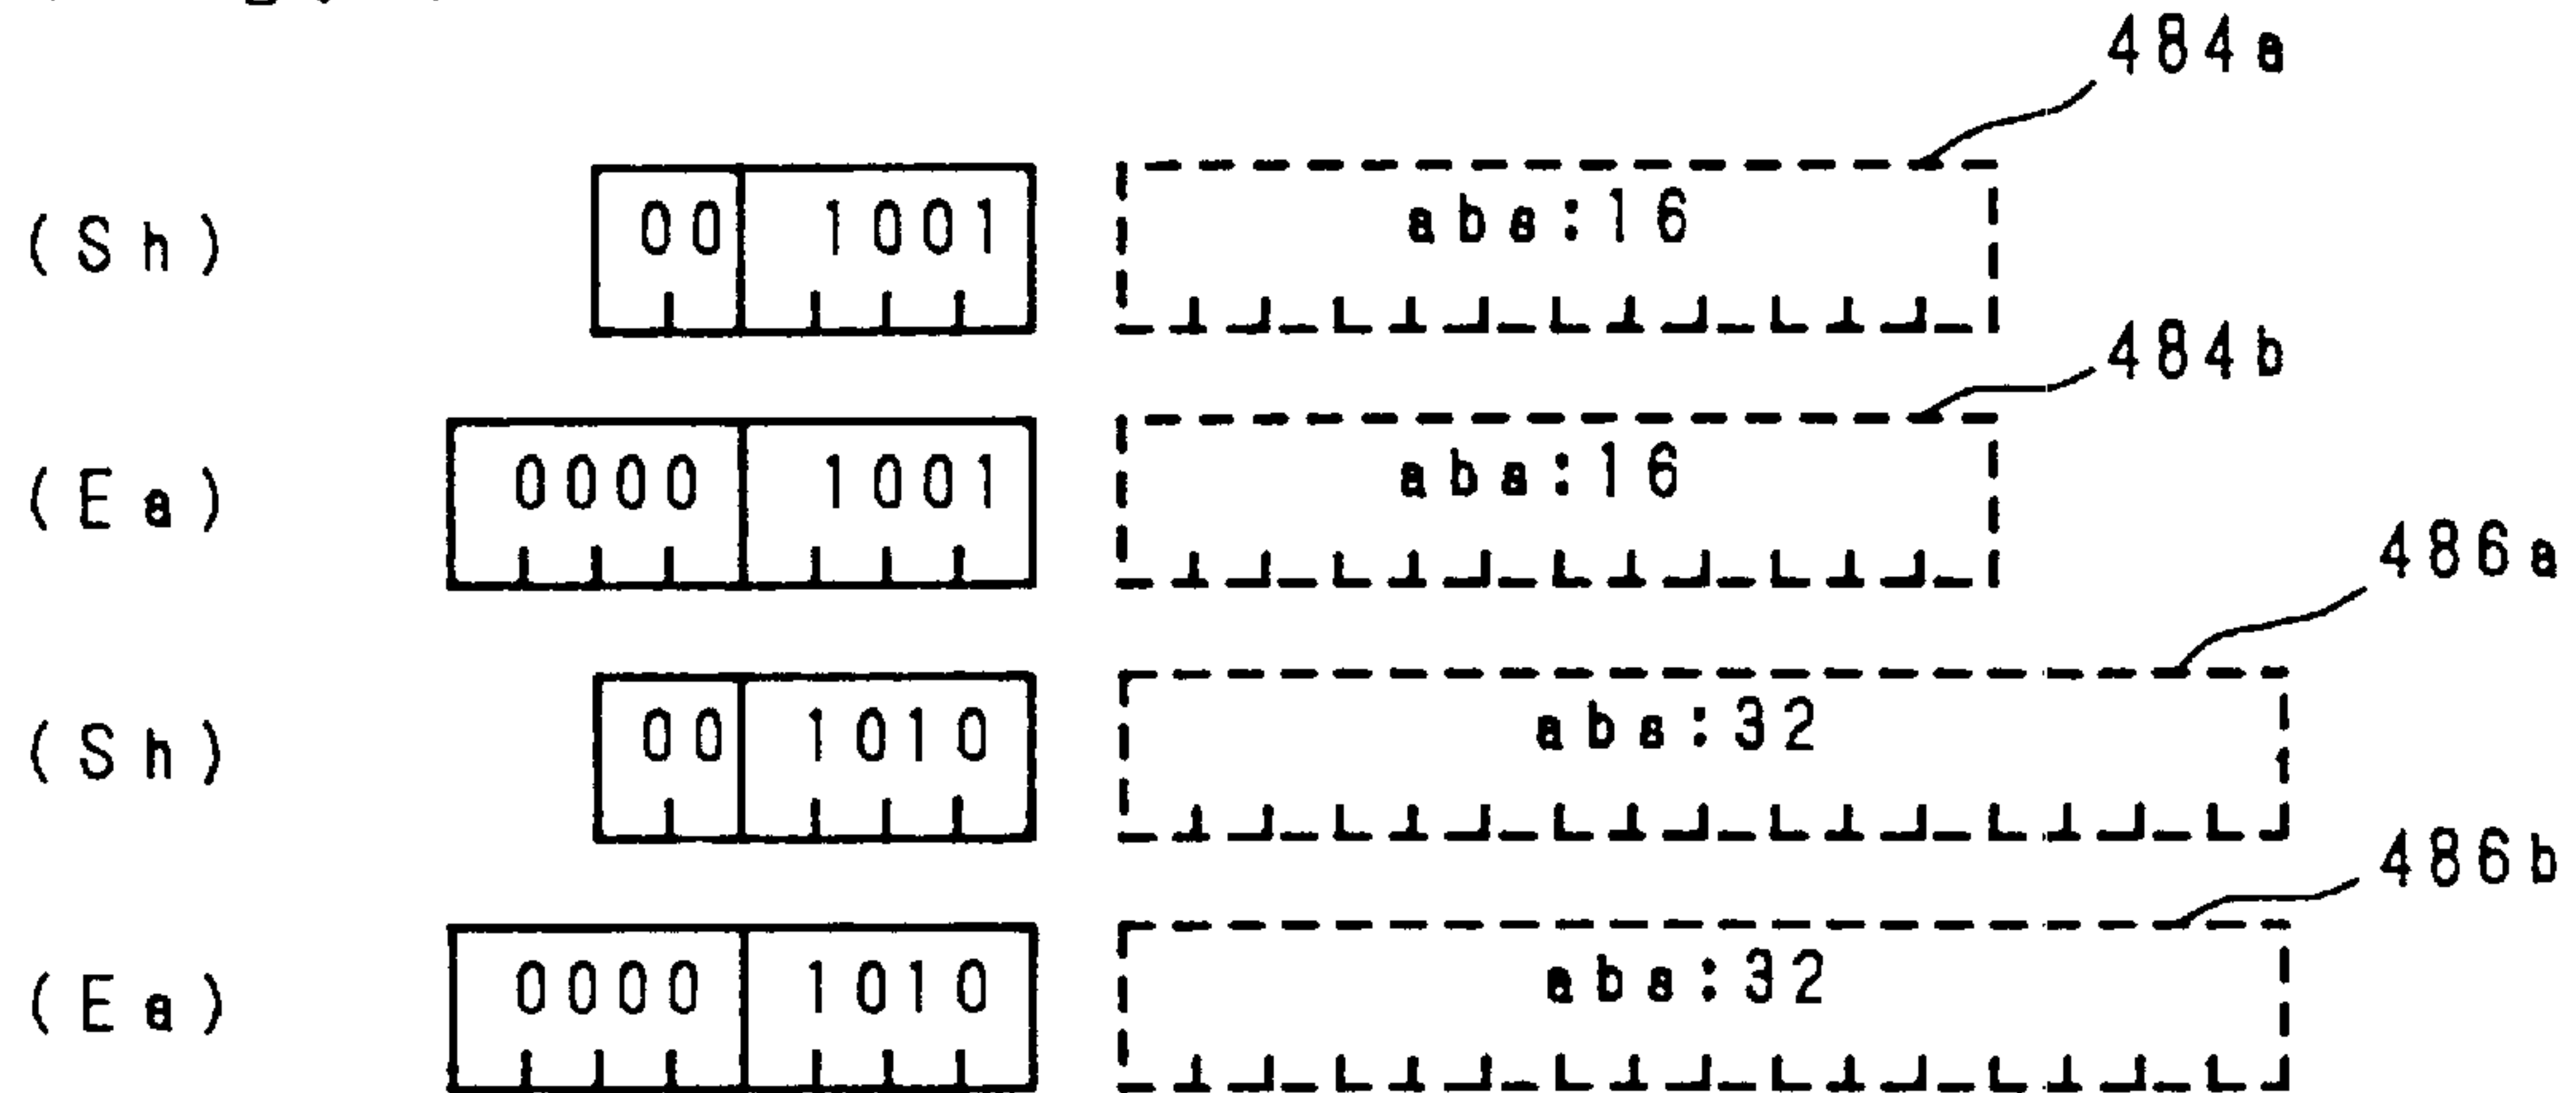 484a
(Sh) 00 1001 abs:16
484b
(Ea) 0000 1001 abs:16
486a
(Sh) 00 1010 abs:32
486b
(Ea) 0000 1010 abs:32